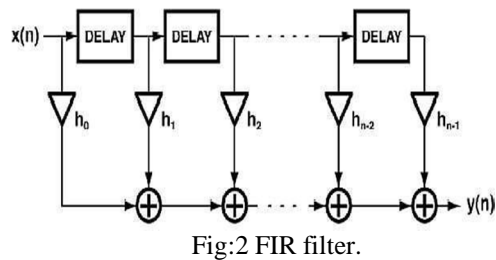 x(n) DELAY DELAY DELAY
h0 h1 h2 hn-2 hn-1
y(n)
Fig:2 FIR filter.